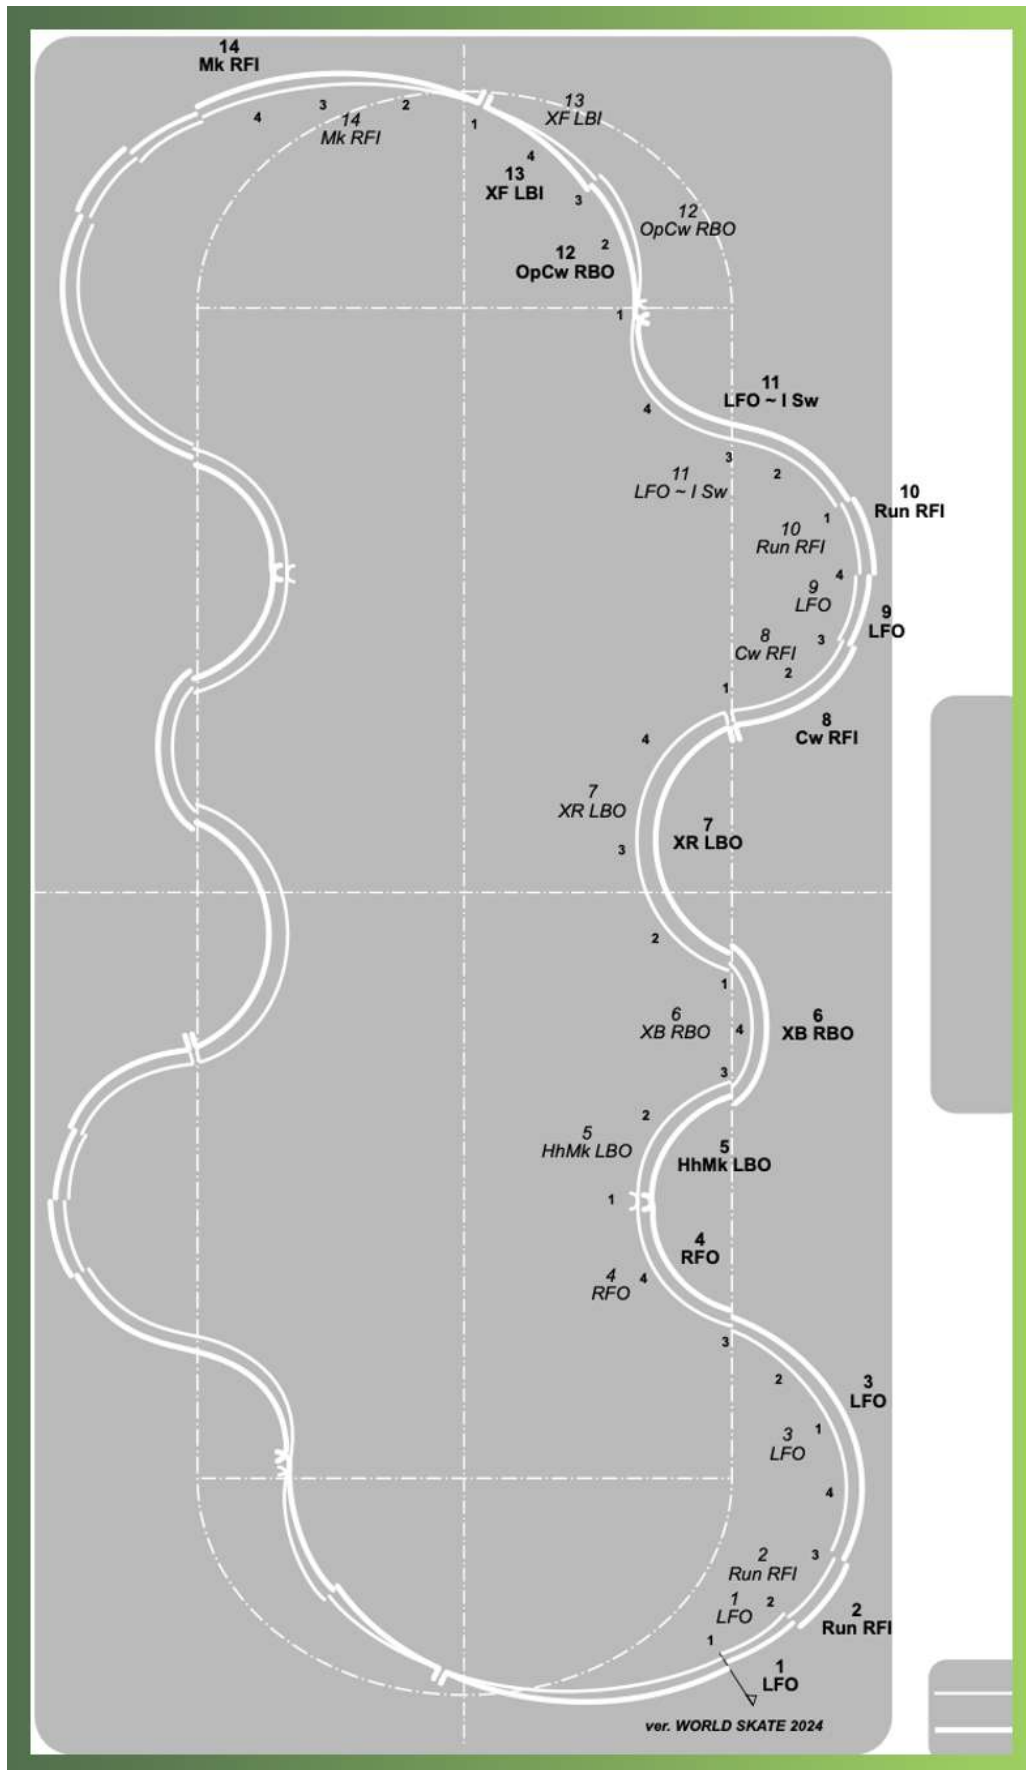 14
Mk RFI
4
3
2
14
Mk RFI
1
13
XF LBI
4
13
XF LBI
3
12
OpCw RBO
2
12
OpCw RBO
1
11
LFO ~ I Sw
4
3
2
11
LFO ~ I Sw
10
Run RFI
1
10
Run RFI
4
9
LFO
9
LFO
3
8
Cw RFI
2
1
8
Cw RFI
4
7
XR LBO
7
XR LBO
3
2
1
6
XB RBO
4
6
XB RBO
3
2
5
HhMk LBO
5
HhMk LBO
1
4
RFO
4
RFO
4
3
2
3
LFO
1
3
LFO
4
3
2
Run RFI
2
1
LFO
2
Run RFI
1
1
LFO
ver. WORLD SKATE 2024